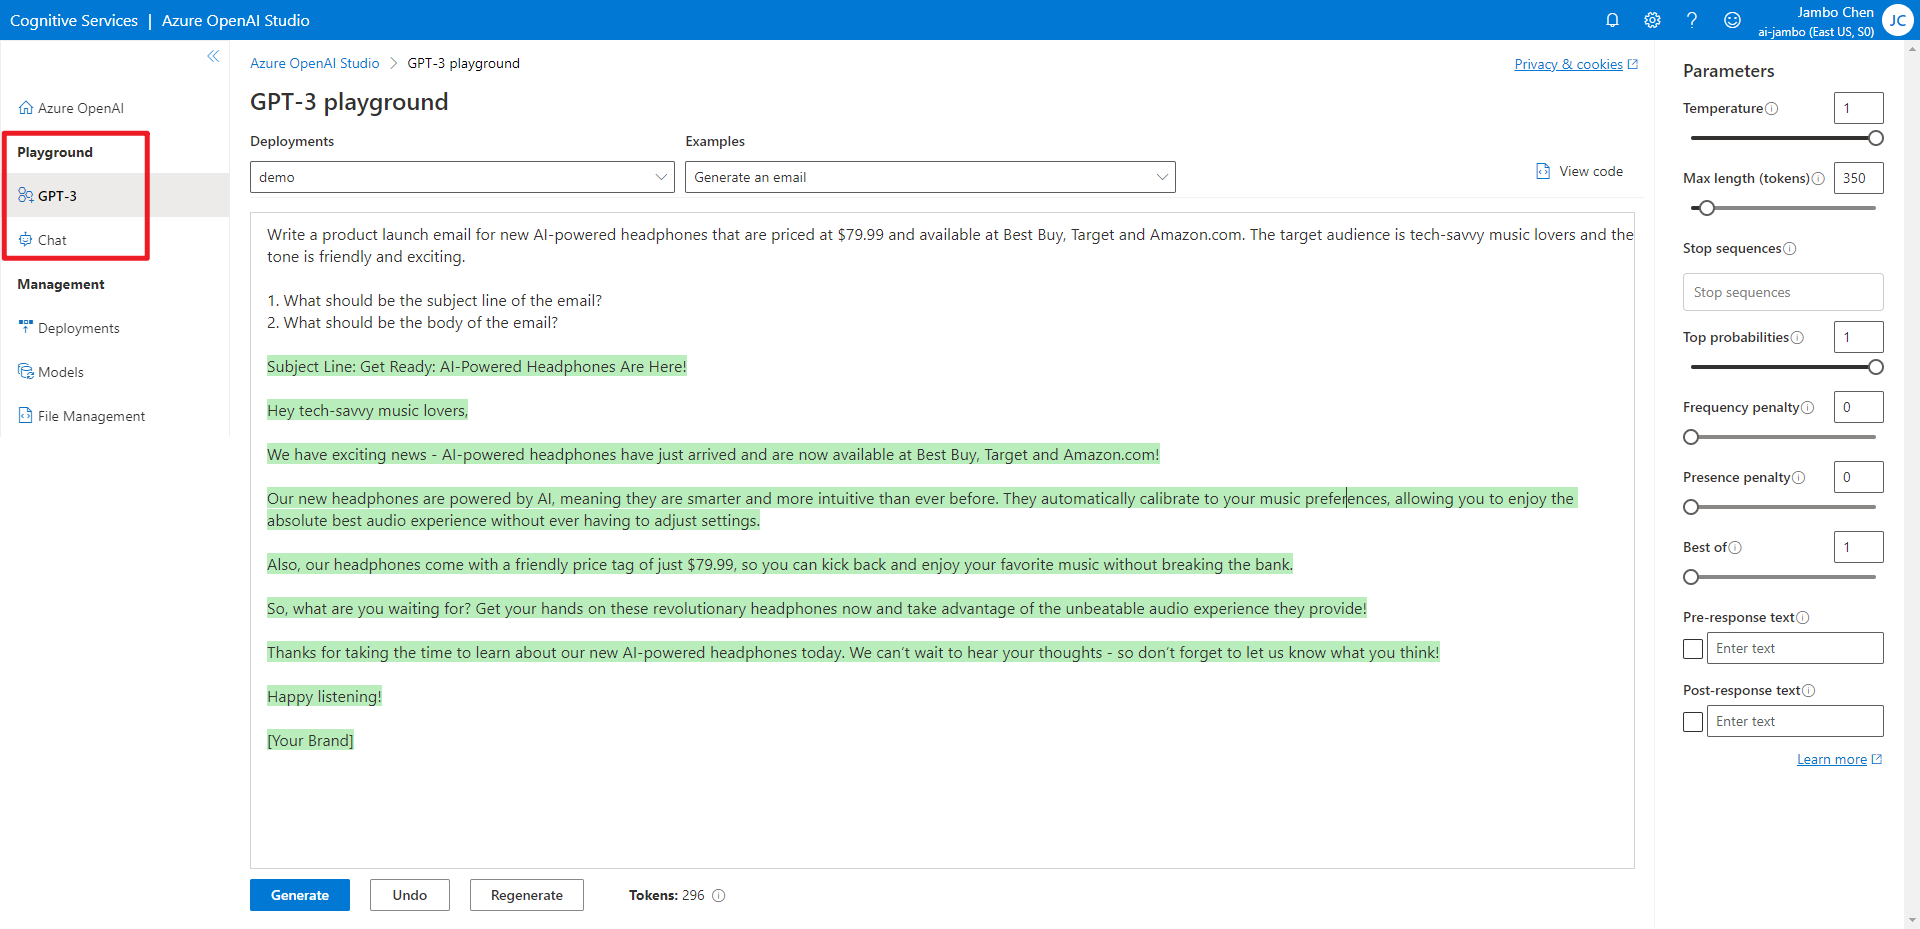 Cognitive Services | Azure OpenAI Studio
Jambo Chen
ai-jambo (East US, S0)
JC
Azure OpenAI
Playground
GPT-3
Chat
Management
Deployments
Models
File Management
Azure OpenAI Studio > GPT-3 playground
Privacy & cookies
GPT-3 playground
Deployments
Examples
demo
Generate an email
View code
Write a product launch email for new AI-powered headphones that are priced at $79.99 and available at Best Buy, Target and Amazon.com. The target audience is tech-savvy music lovers and the
tone is friendly and exciting.
1. What should be the subject line of the email?
2. What should be the body of the email?
Subject Line: Get Ready: AI-Powered Headphones Are Here!
Hey tech-savvy music lovers,
We have exciting news - AI-powered headphones have just arrived and are now available at Best Buy, Target and Amazon.com!
Our new headphones are powered by AI, meaning they are smarter and more intuitive than ever before. They automatically calibrate to your music preferences, allowing you to enjoy the
absolute best audio experience without ever having to adjust settings.
Also, our headphones come with a friendly price tag of just $79.99, so you can kick back and enjoy your favorite music without breaking the bank.
So, what are you waiting for? Get your hands on these revolutionary headphones now and take advantage of the unbeatable audio experience they provide!
Thanks for taking the time to learn about our new AI-powered headphones today. We can't wait to hear your thoughts - so don't forget to let us know what you think!
Happy listening!
[Your Brand]
Generate
Undo
Regenerate
Tokens: 296
Parameters
Temperature
1
Max length (tokens)
350
Stop sequences
Stop sequences
Top probabilities
1
Frequency penalty
0
Presence penalty
0
Best of
1
Pre-response text
Enter text
Post-response text
Enter text
Learn more